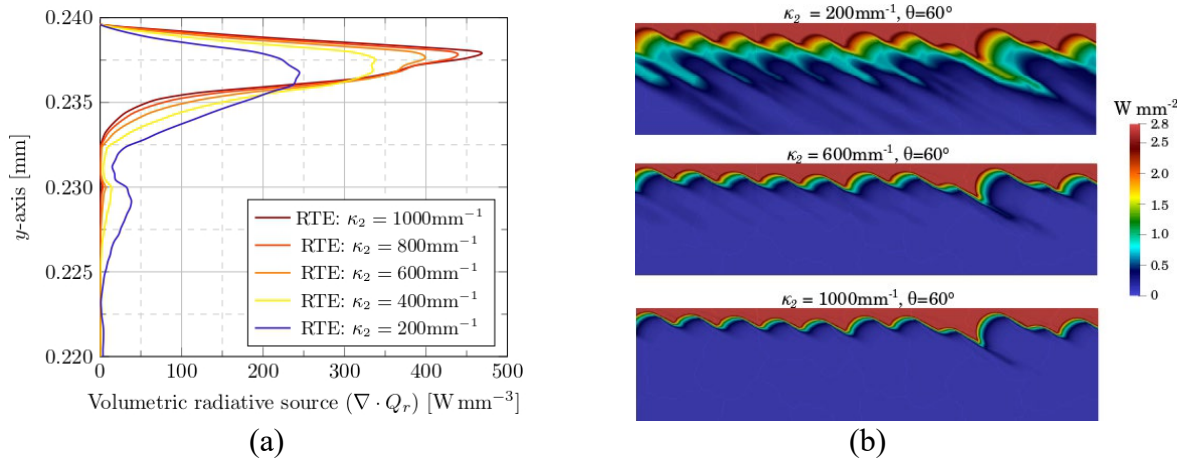 0.240
0.235
0.230
0.225
0.220
y-axis [mm]
RTE: κ₂ = 1000mm⁻¹
RTE: κ₂ = 800mm⁻¹
RTE: κ₂ = 600mm⁻¹
RTE: κ₂ = 400mm⁻¹
RTE: κ₂ = 200mm⁻¹
0 100 200 300 400 500
Volumetric radiative source (∇ · Qᵣ) [W mm⁻³]
(a)
κ₂ = 200mm⁻¹, θ=60°
κ₂ = 600mm⁻¹, θ=60°
κ₂ = 1000mm⁻¹, θ=60°
W mm⁻²
2.8
2.5
2.0
1.5
1.0
0.5
0
(b)